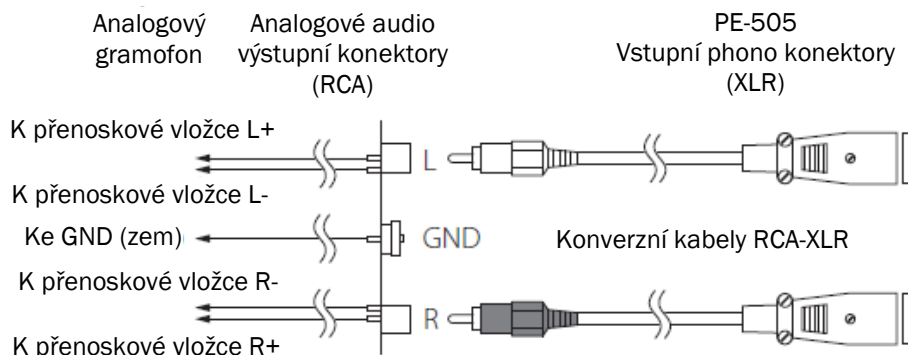 Analogový
gramofon
Analogové audio
výstupní konektory
(RCA)
PE-505
Vstupní phono konektory
(XLR)
K přenoskové vložce L+
L
K přenoskové vložce L-
Ke GND (zem)
GND
Konverzní kabely RCA-XLR
K přenoskové vložce R-
R
K přenoskové vložce R+